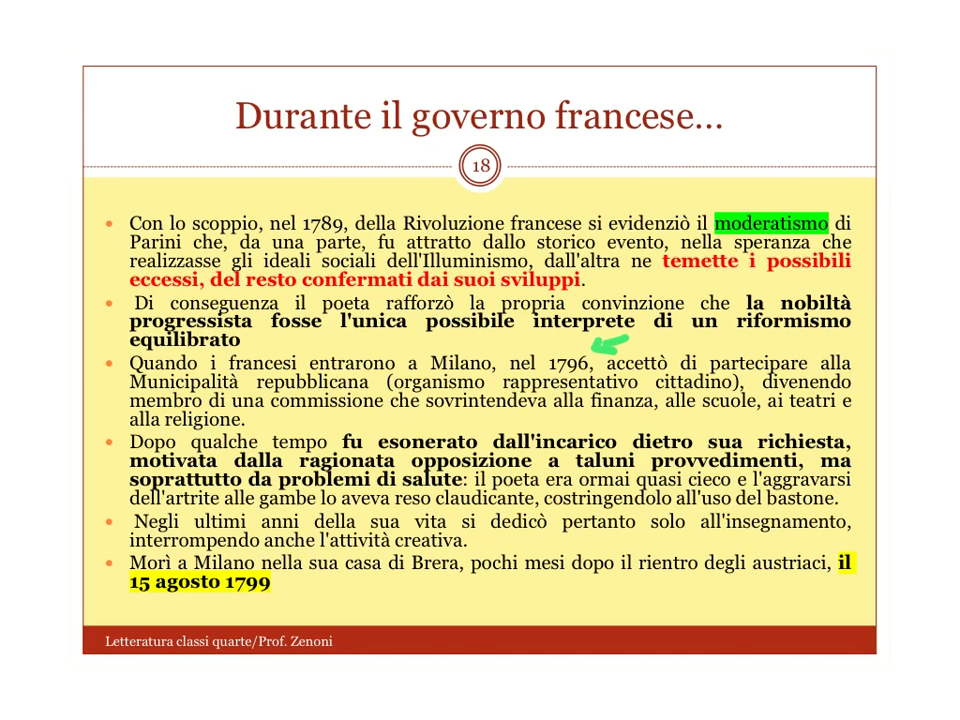 Durante il governo francese...
18
• Con lo scoppio, nel 1789, della Rivoluzione francese si evidenziò il moderatismo di
Parini che, da una parte, fu attratto dallo storico evento, nella speranza che
realizzasse gli ideali sociali dell'Illuminismo, dall'altra ne temette i possibili
eccessi, del resto confermati dai suoi sviluppi.
• Di conseguenza il poeta rafforzò la propria convinzione che la nobiltà
progressista fosse l'unica possibile interprete di un riformismo
equilibrato
• Quando i francesi entrarono a Milano, nel 1796, accettò di partecipare alla
Municipalità repubblicana (organismo rappresentativo cittadino), divenendo
membro di una commissione che sovrintendeva alla finanza, alle scuole, ai teatri e
alla religione.
• Dopo qualche tempo fu esonerato dall'incarico dietro sua richiesta,
motivata dalla ragionata opposizione a taluni provvedimenti, ma
soprattutto da problemi di salute: il poeta era ormai quasi cieco e l'aggravarsi
dell'artrite alle gambe lo aveva reso claudicante, costringendolo all'uso del bastone.
• Negli ultimi anni della sua vita si dedicò pertanto solo all'insegnamento,
interrompendo anche l'attività creativa.
• Morì a Milano nella sua casa di Brera, pochi mesi dopo il rientro degli austriaci, il
15 agosto 1799
Letteratura classi quarte/Prof. Zenoni